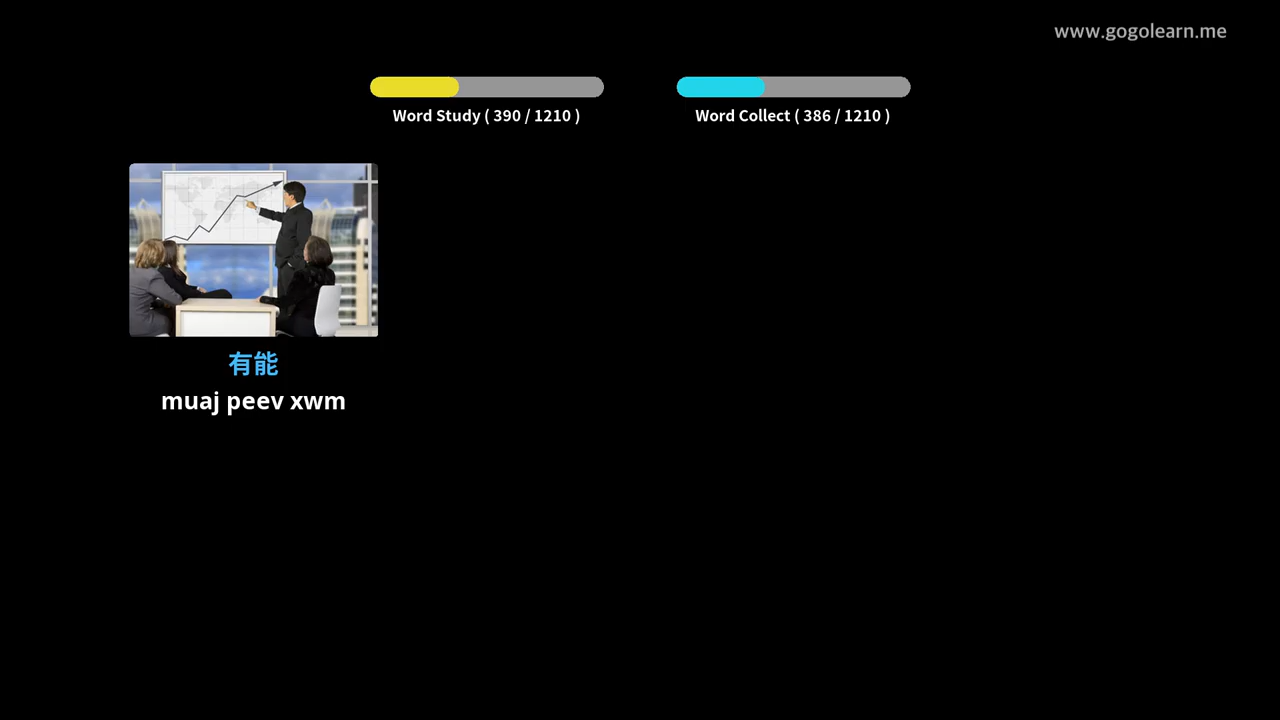 www.gogolearn.me
Word Study ( 390 / 1210 )
Word Collect ( 386 / 1210 )
有能
muaj peev xwm